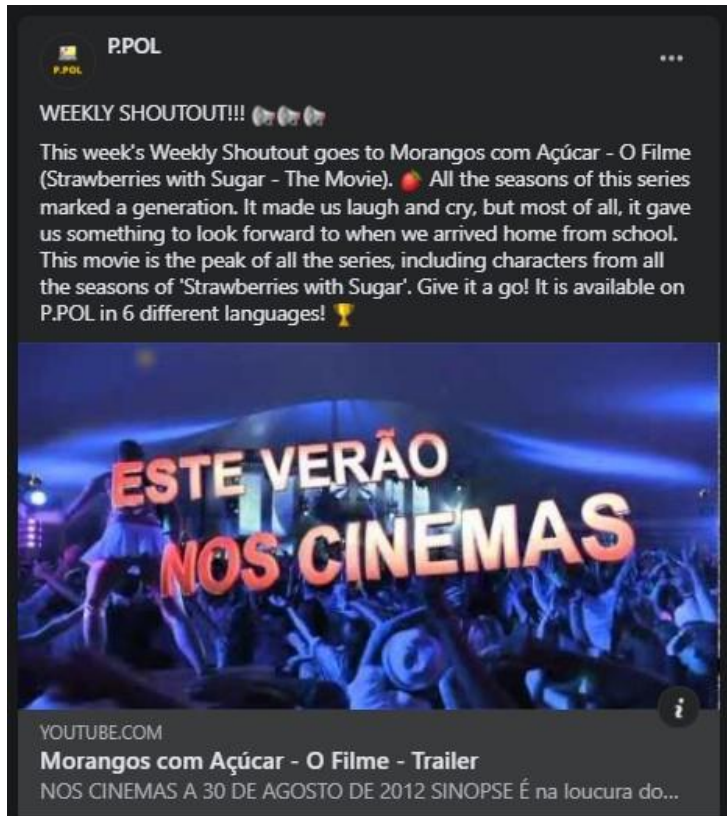 P.POL
P.POL
WEEKLY SHOUTOUT!!!
This week's Weekly Shoutout goes to Morangos com Açúcar - O Filme
(Strawberries with Sugar - The Movie). All the seasons of this series
marked a generation. It made us laugh and cry, but most of all, it gave
us something to look forward to when we arrived home from school.
This movie is the peak of all the series, including characters from all
the seasons of 'Strawberries with Sugar'. Give it a go! It is available on
P.POL in 6 different languages!
ESTE VERÃO
NOS CINEMAS
YOUTUBE.COM
Morangos com Açúcar - O Filme - Trailer
NOS CINEMAS A 30 DE AGOSTO DE 2012 SINOPSE É na loucura do...